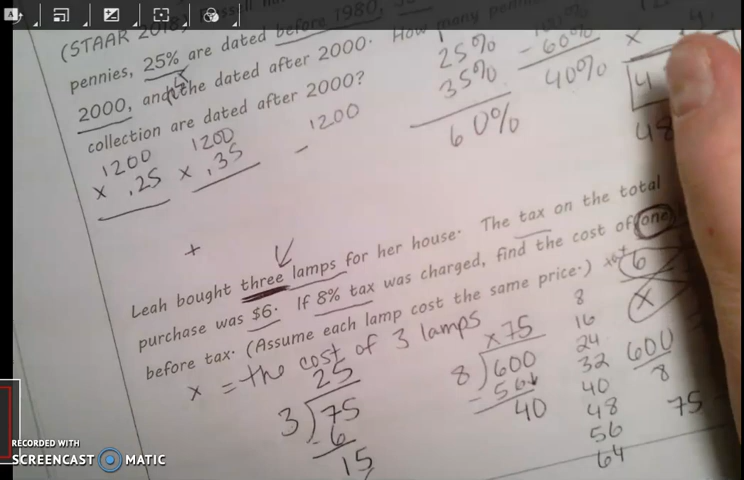 (STAAR 2018,
pennies, 25% are dated before 1980,
2000, and the dated after 2000. How many
collection are dated after 2000?
25%
35%
60%
- 60%
40%
x
4
48
1200
x .25
1200
x .35
- 1200
+
Leah bought three lamps for her house. The tax on the total
purchase was $6. If 8% tax was charged, find the cost of one
before tax. (Assume each lamp cost the same price.)
x = the cost of 3 lamps
6
x
25
3)75
- 6
15
x 75
8)600
- 56
40
8
16
24
32
40
48
56
64
600
8
75
RECORDED WITH
SCREENCAST MATIC